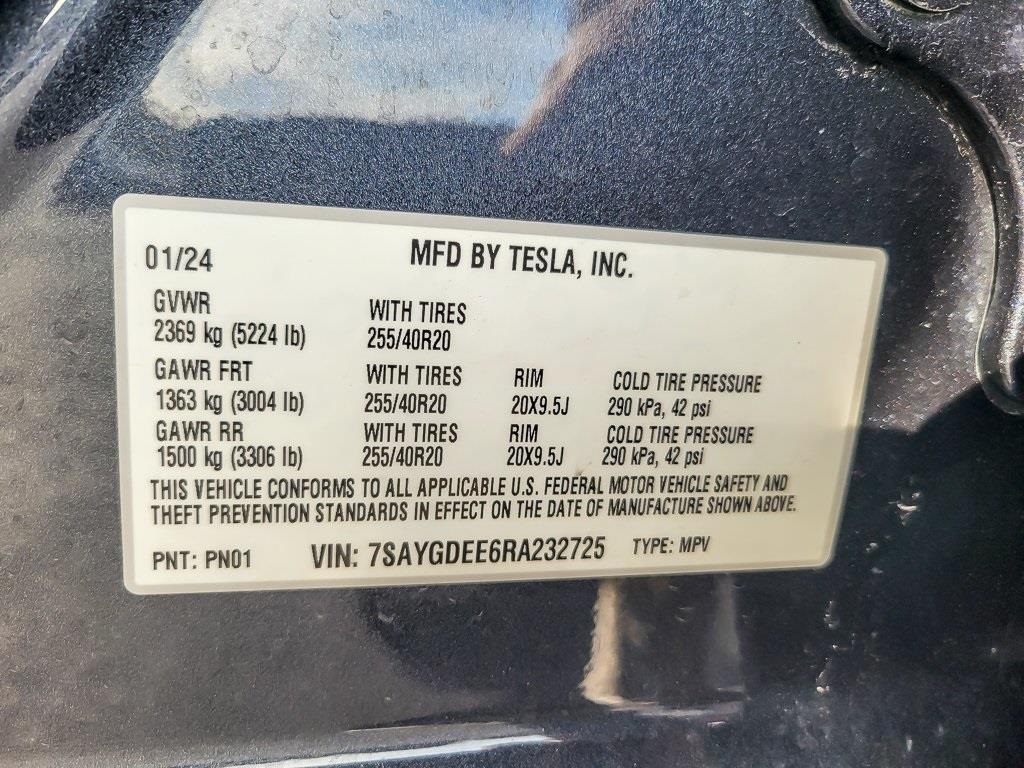 01/24 MFD BY TESLA, INC.
GVWR WITH TIRES
2369 kg (5224 lb) 255/40R20
GAWR FRT WITH TIRES RIM COLD TIRE PRESSURE
1363 kg (3004 lb) 255/40R20 20X9.5J 290 kPa, 42 psi
GAWR RR WITH TIRES RIM COLD TIRE PRESSURE
1500 kg (3306 lb) 255/40R20 20X9.5J 290 kPa, 42 psi
THIS VEHICLE CONFORMS TO ALL APPLICABLE U.S. FEDERAL MOTOR VEHICLE SAFETY AND
THEFT PREVENTION STANDARDS IN EFFECT ON THE DATE OF MANUFACTURE SHOWN ABOVE.
PNT: PN01 VIN: 7SAYGDEE6RA232725 TYPE: MPV